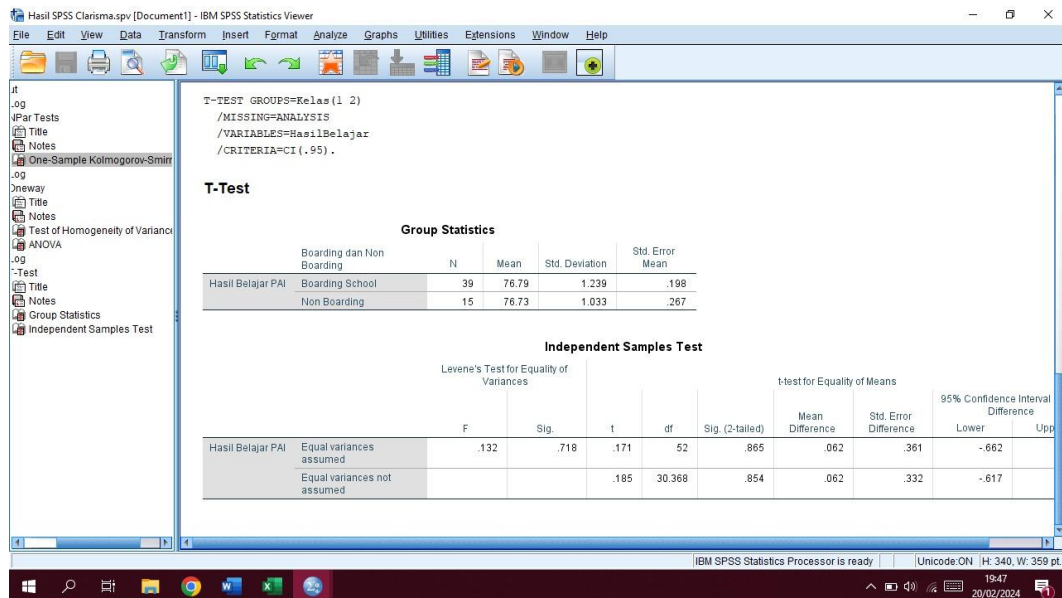 Hasil SPSS Clarisma.spv [Document1] - IBM SPSS Statistics Viewer
File Edit View Data Transform Insert Format Analyze Graphs Utilities Extensions Window Help
ut
Log
NPar Tests
Title
Notes
One-Sample Kolmogorov-Smirr
Log
Oneway
Title
Notes
Test of Homogeneity of Variance
ANOVA
Log
T-Test
Title
Notes
Group Statistics
Independent Samples Test
T-TEST GROUPS=Kelas(1 2)
/MISSING=ANALYSIS
/VARIABLES=HasilBelajar
/CRITERIA=CI(.95).
T-Test
Group Statistics
Boarding dan Non Boarding N Mean Std. Deviation Std. Error Mean
Hasil Belajar PAI Boarding School 39 76.79 1.239 .198
Non Boarding 15 76.73 1.033 .267
Independent Samples Test
Levene's Test for Equality of Variances t-test for Equality of Means
95% Confidence Interval
Difference
F Sig. t df Sig. (2-tailed) Mean Difference Std. Error Difference Lower Upp
Hasil Belajar PAI Equal variances assumed .132 .718 .171 52 .865 .062 .361 -.662
Equal variances not assumed .185 30.368 .854 .062 .332 -.617
IBM SPSS Statistics Processor is ready Unicode:ON H: 340, W: 359 pt.
19:47
20/02/2024
1